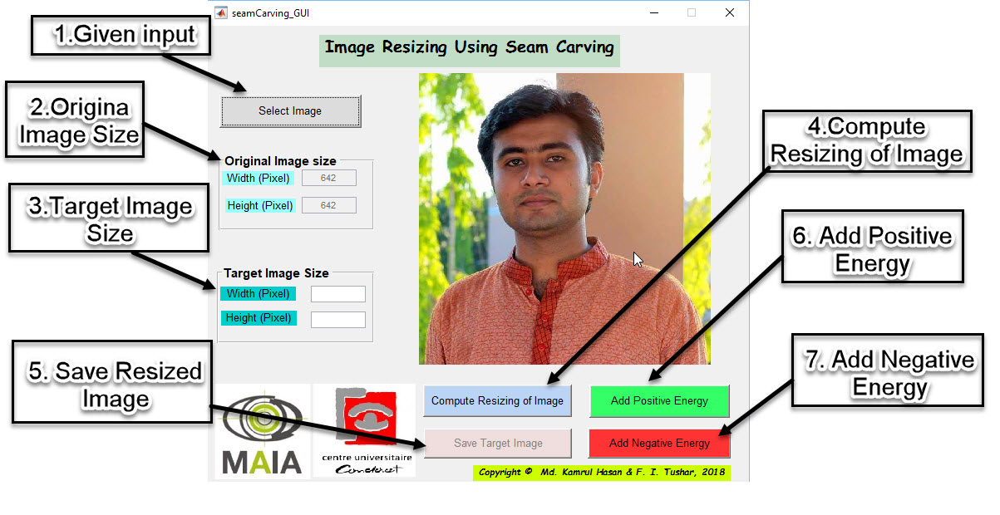 seamCarving_GUI
Image Resizing Using Seam Carving
1.Given input
Select Image
2.Origina
Image Size
Original Image size
Width (Pixel)
642
Height (Pixel)
642
3.Target Image
Size
Target Image Size
Width (Pixel)
Height (Pixel)
4.Compute
Resizing of Image
5. Save Resized
Image
6. Add Positive
Energy
7. Add Negative
Energy
MAIA
centre universitaire
Condorcet
Compute Resizing of Image
Add Positive Energy
Save Target Image
Add Negative Energy
Copyright © Md. Kamrul Hasan & F. I. Tushar, 2018